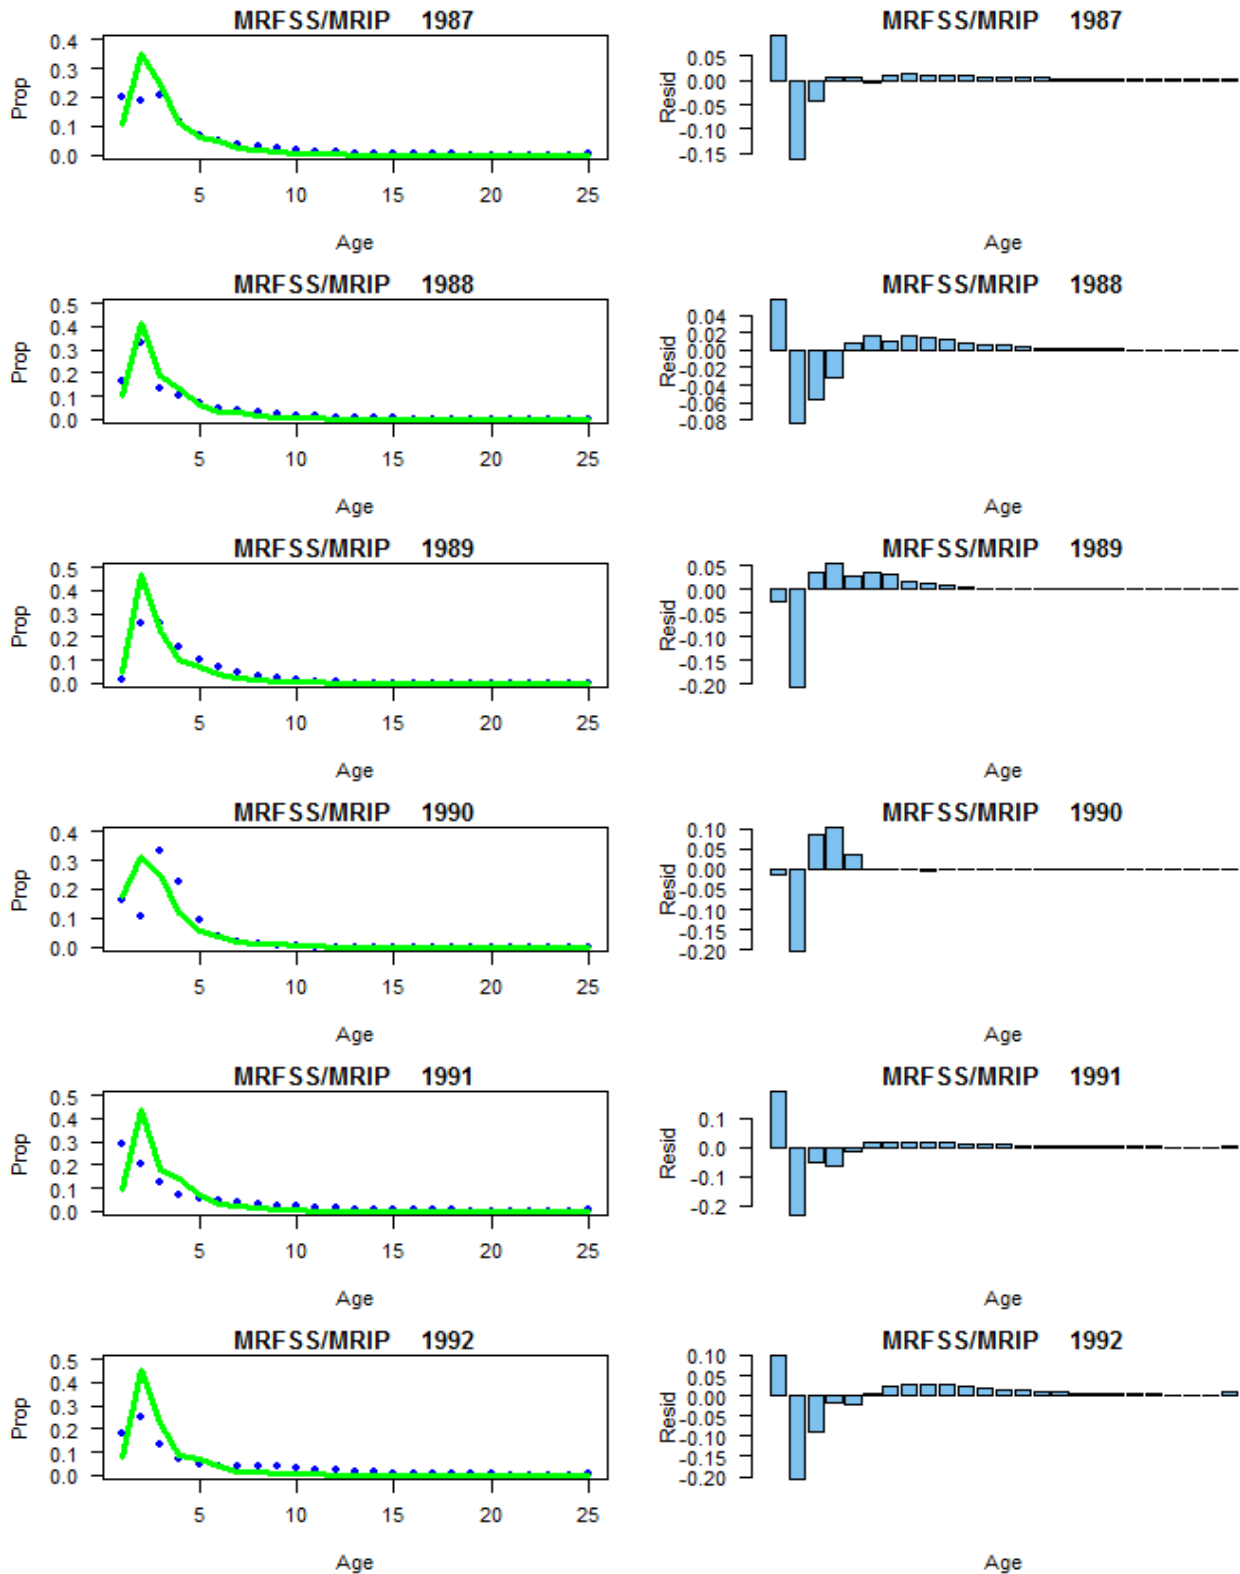 MRFSS/MRIP 1987
Prop
0.4
0.3
0.2
0.1
0.0
5 10 15 20 25
Age
MRFSS/MRIP 1987
Resid
0.05
0.00
-0.05
-0.10
-0.15
Age
MRFSS/MRIP 1988
Prop
0.5
0.4
0.3
0.2
0.1
0.0
5 10 15 20 25
Age
MRFSS/MRIP 1988
Resid
0.04
0.02
0.00
-0.02
-0.04
-0.06
-0.08
Age
MRFSS/MRIP 1989
Prop
0.5
0.4
0.3
0.2
0.1
0.0
5 10 15 20 25
Age
MRFSS/MRIP 1989
Resid
0.05
0.00
-0.05
-0.10
-0.15
-0.20
Age
MRFSS/MRIP 1990
Prop
0.4
0.3
0.2
0.1
0.0
5 10 15 20 25
Age
MRFSS/MRIP 1990
Resid
0.10
0.05
0.00
-0.05
-0.10
-0.15
-0.20
Age
MRFSS/MRIP 1991
Prop
0.5
0.4
0.3
0.2
0.1
0.0
5 10 15 20 25
Age
MRFSS/MRIP 1991
Resid
0.1
0.0
-0.1
-0.2
Age
MRFSS/MRIP 1992
Prop
0.5
0.4
0.3
0.2
0.1
0.0
5 10 15 20 25
Age
MRFSS/MRIP 1992
Resid
0.10
0.05
0.00
-0.05
-0.10
-0.15
-0.20
Age